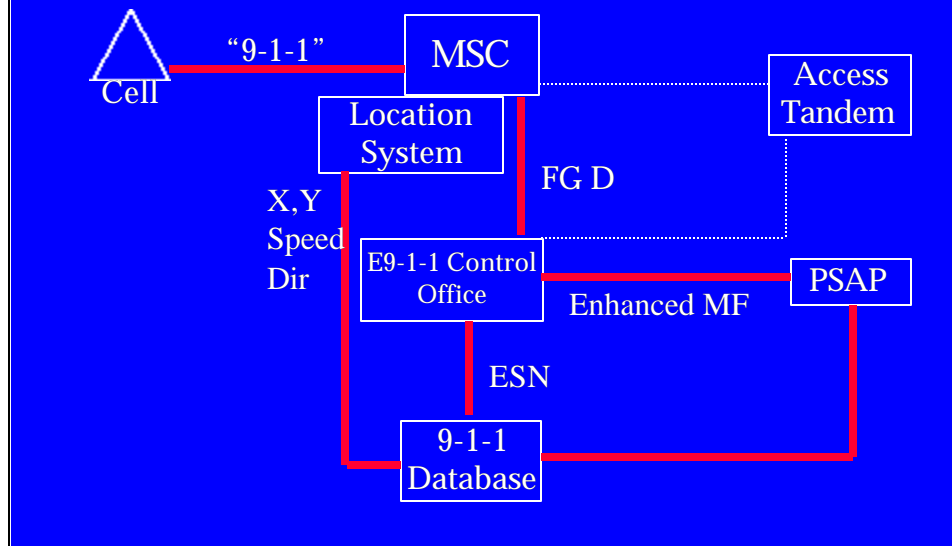 “9-1-1”
MSC
Cell
Access
Tandem
Location
System
FG D
X,Y
Speed
Dir
E9-1-1 Control
Office
Enhanced MF
PSAP
ESN
9-1-1
Database